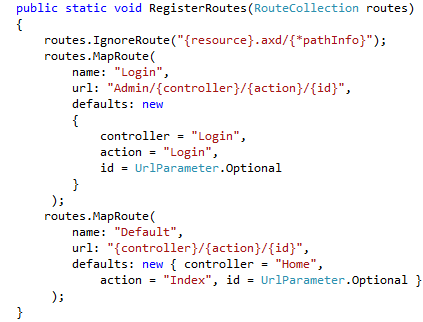 public static void RegisterRoutes(RouteCollection routes)
{
    routes.IgnoreRoute("{resource}.axd/{*pathInfo}");
    routes.MapRoute(
        name: "Login",
        url: "Admin/{controller}/{action}/{id}",
        defaults: new
        {
            controller = "Login",
            action = "Login",
            id = UrlParameter.Optional
        }
     );
    routes.MapRoute(
        name: "Default",
        url: "{controller}/{action}/{id}",
        defaults: new { controller = "Home",
            action = "Index", id = UrlParameter.Optional }
     );
}